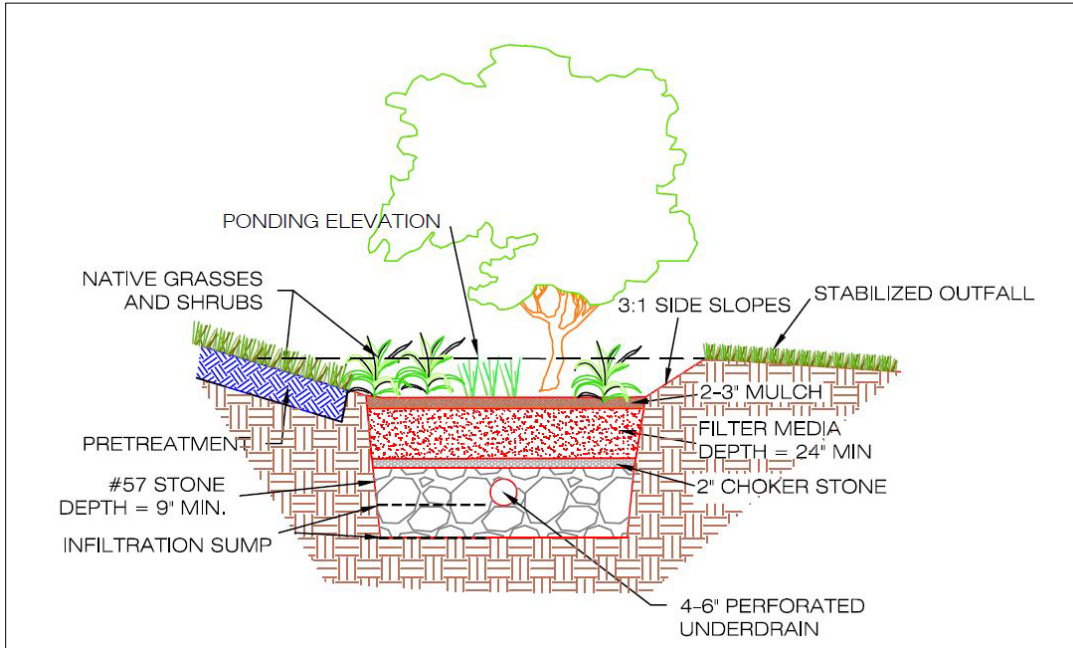 PONDING ELEVATION
NATIVE GRASSES
AND SHRUBS
3:1 SIDE SLOPES
STABILIZED OUTFALL
2-3" MULCH
PRETREATMENT
FILTER MEDIA
DEPTH = 24" MIN
#57 STONE
DEPTH = 9" MIN.
2" CHOKER STONE
INFILTRATION SUMP
4-6" PERFORATED
UNDERDRAIN